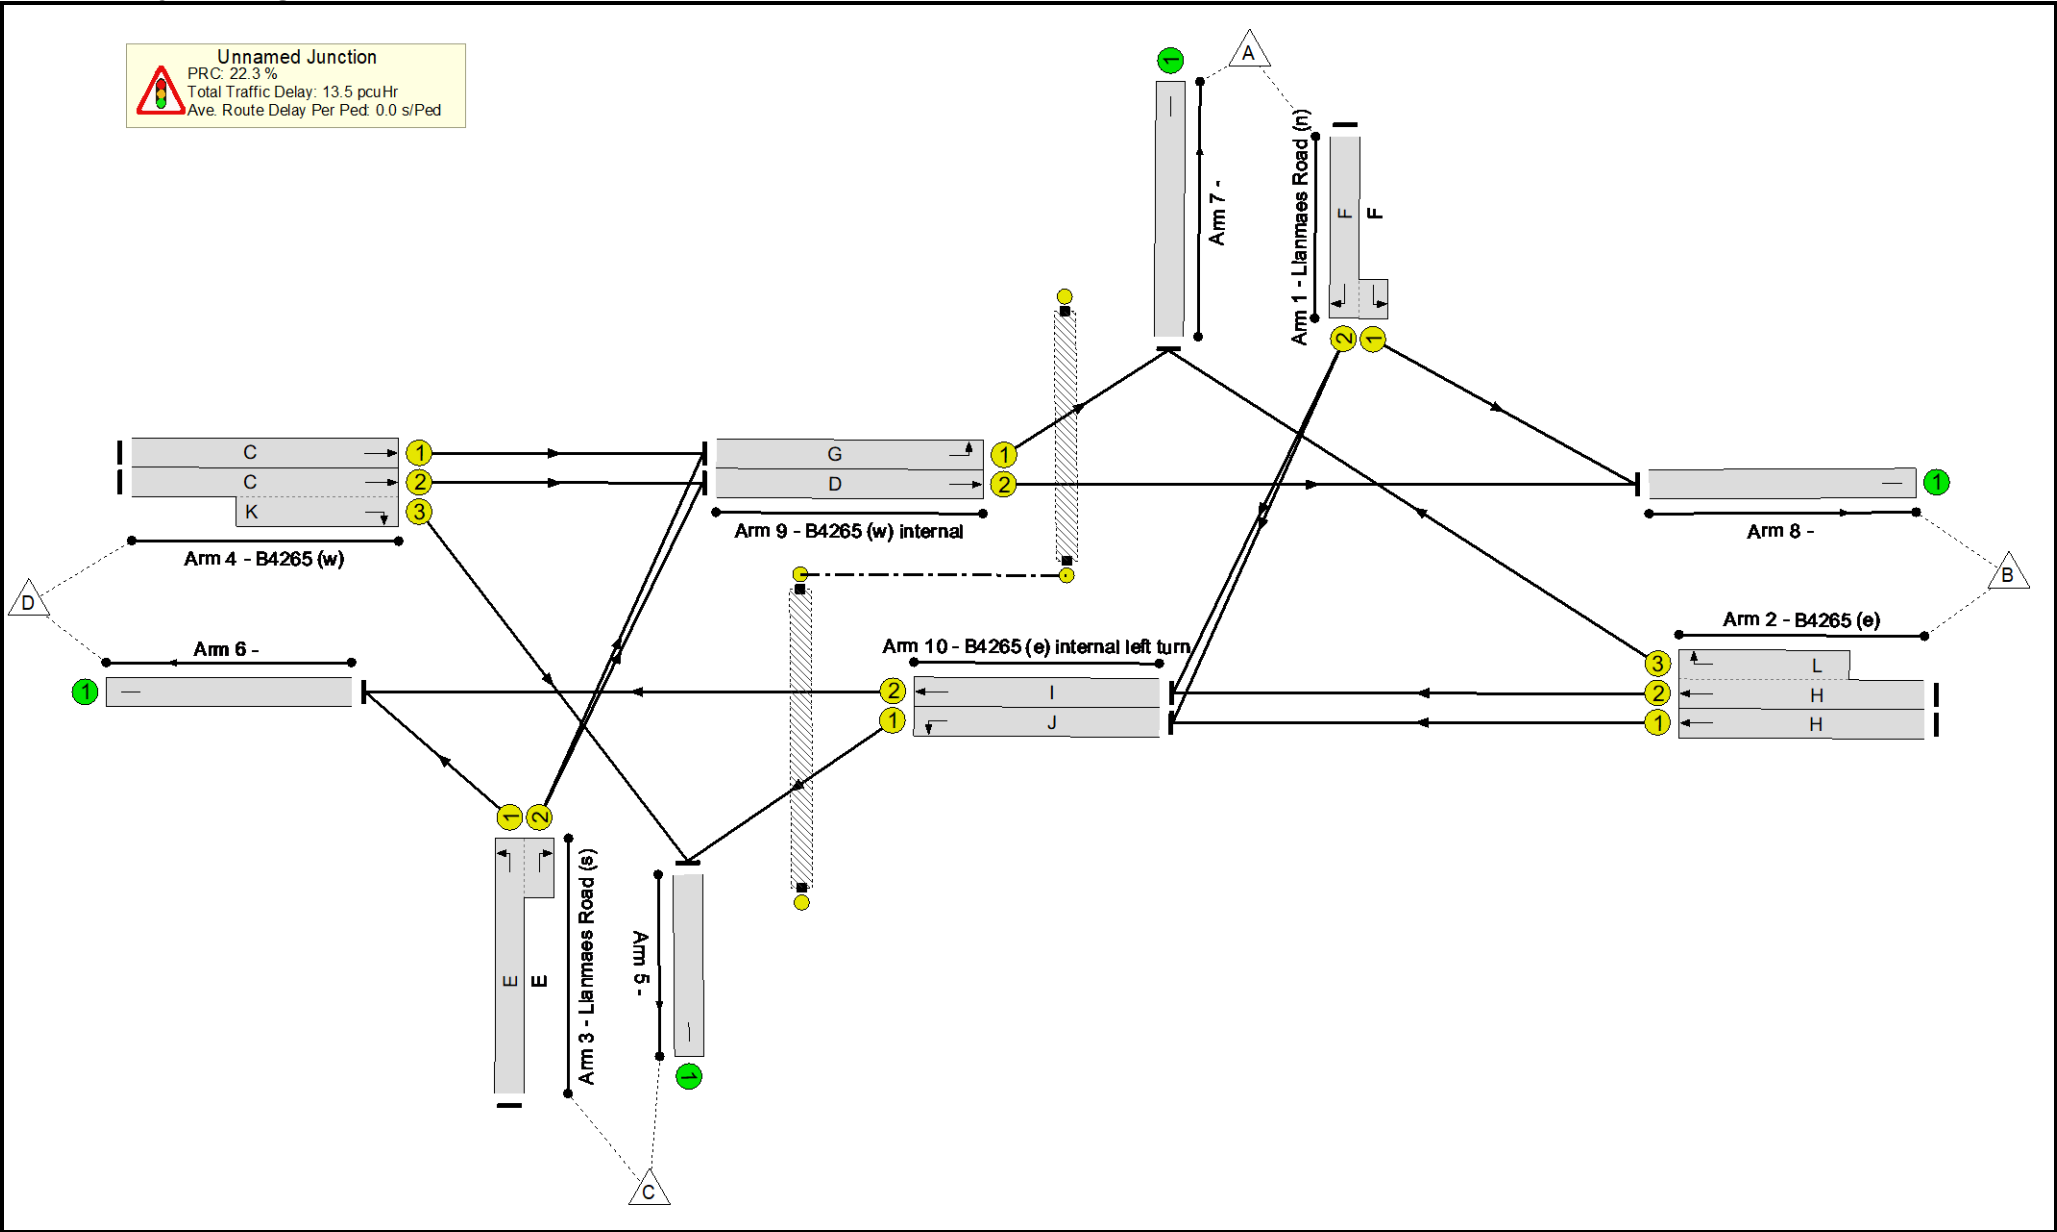 Unnamed Junction
PRC: 22.3 %
Total Traffic Delay: 13.5 pcuHr
Ave. Route Delay Per Ped: 0.0 s/Ped
A
1
Arm 7 -
Arm 1 - Llanmaes Road (n)
F
F
2
1
C
1
C
2
K
3
Arm 4 - B4265 (w)
G
1
D
2
Arm 9 - B4265 (w) internal
1
Arm 8 -
D
B
Arm 6 -
1
Arm 10 - B4265 (e) internal left turn
2
I
1
J
Arm 2 - B4265 (e)
3
L
2
H
1
H
1
2
E
E
Arm 3 - Llanmaes Road (s)
Arm 5 -
1
C